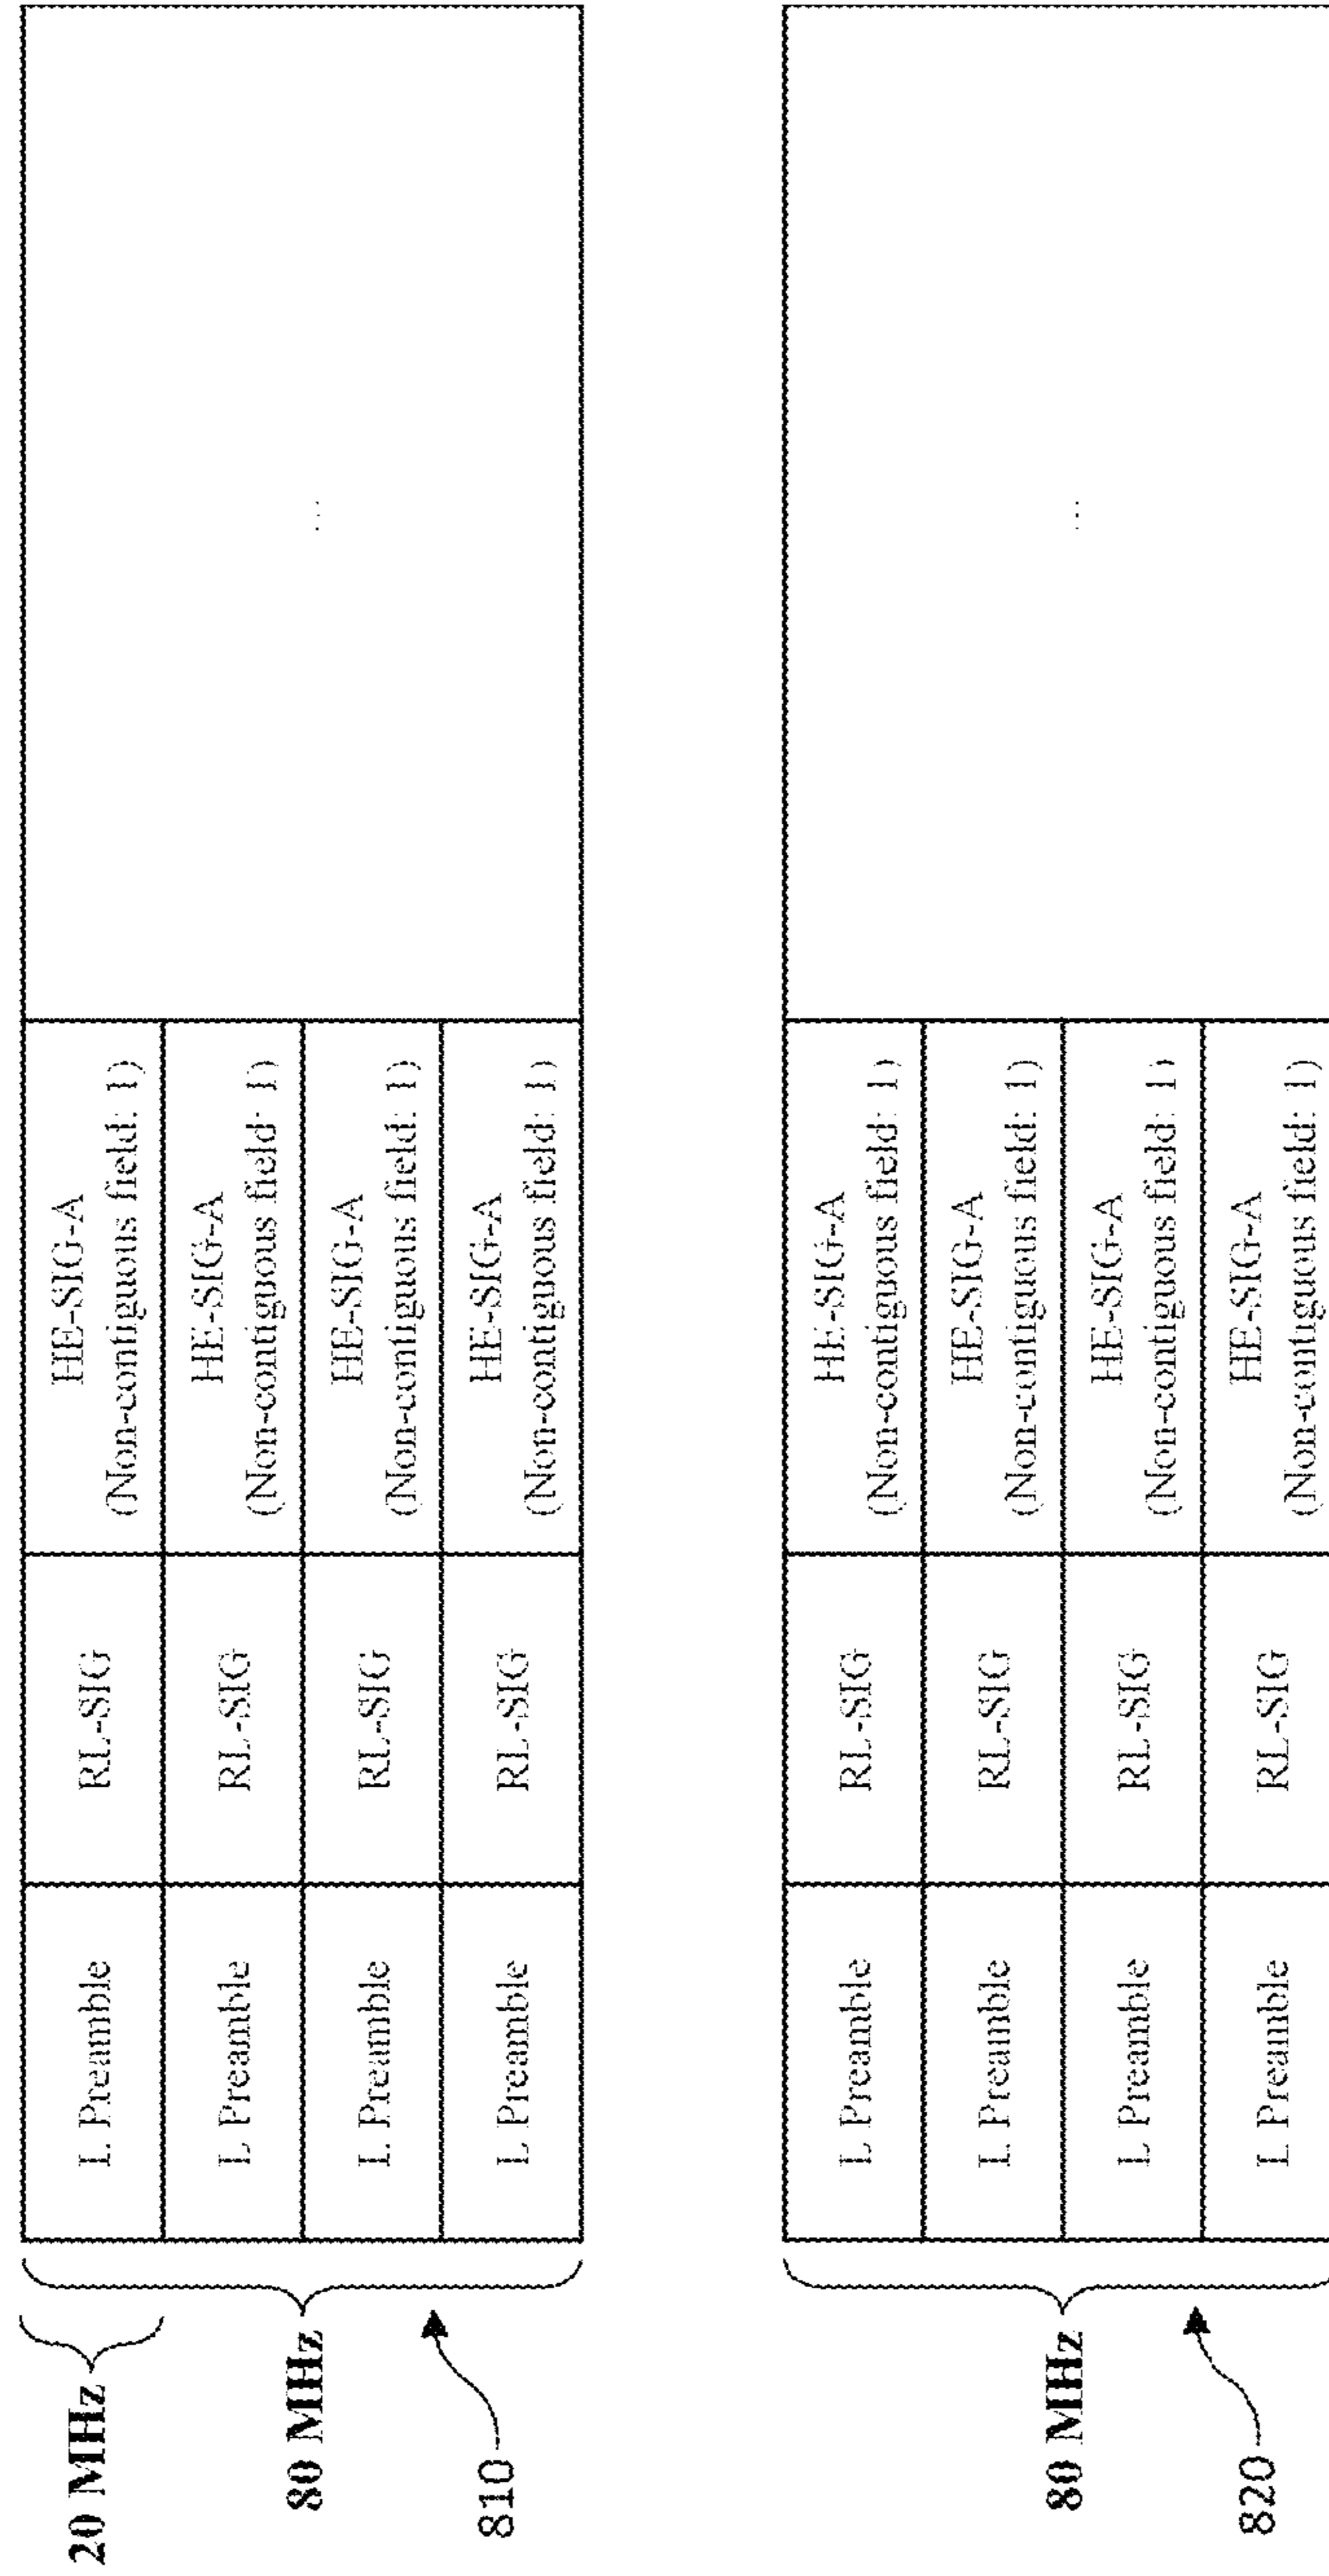 20 MHz
L Preamble RL-SIG HE-SIG-A
(Non-contiguous field: 1)
L Preamble RL-SIG HE-SIG-A
(Non-contiguous field: 1)
80 MHz
...
L Preamble RL-SIG HE-SIG-A
(Non-contiguous field: 1)
L Preamble RL-SIG HE-SIG-A
(Non-contiguous field: 1)
810
L Preamble RL-SIG HE-SIG-A
(Non-contiguous field: 1)
L Preamble RL-SIG HE-SIG-A
(Non-contiguous field: 1)
80 MHz
...
L Preamble RL-SIG HE-SIG-A
(Non-contiguous field: 1)
L Preamble RL-SIG HE-SIG-A
(Non-contiguous field: 1)
820